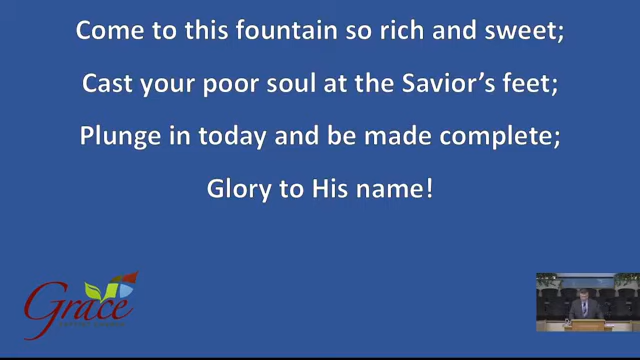 Come to this fountain so rich and sweet;
Cast your poor soul at the Savior's feet;
Plunge in today and be made complete;
Glory to His name!
Grace